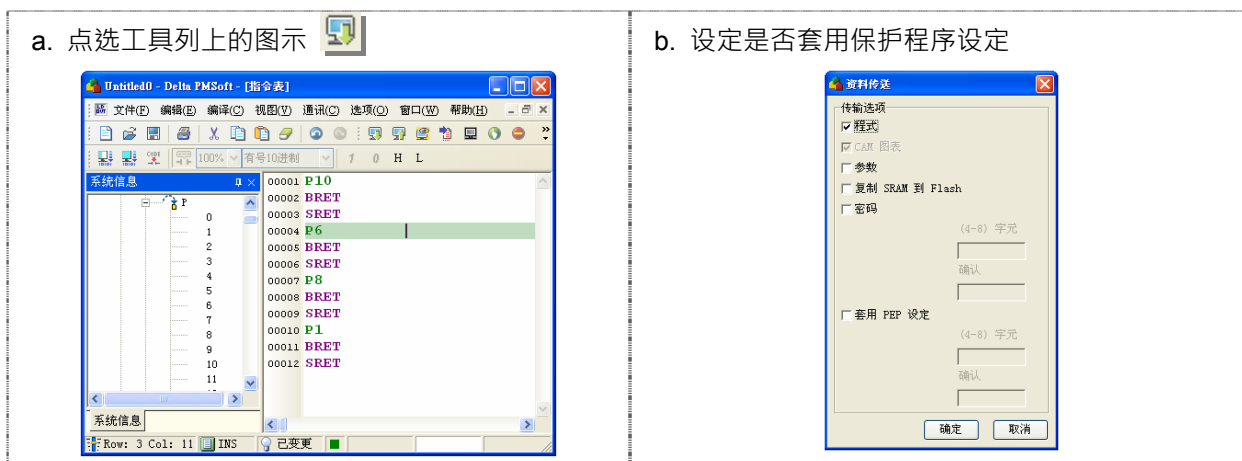 a. 点选工具列上的图示
Untitled0 - Delta PMSoft - [指令表]
文件(F) 编辑(E) 编译(C) 视图(V) 通讯(C) 选项(O) 窗口(W) 帮助(H)
100% 有号10进制 1 0 H L
系统信息
P
0
1
2
3
4
5
6
7
8
9
10
11
系统信息
00001 P10
00002 BRET
00003 SRET
00004 P6
00005 BRET
00006 SRET
00007 P8
00008 BRET
00009 SRET
00010 P1
00011 BRET
00012 SRET
Row: 3 Col: 11 INS 已变更
b. 设定是否套用保护程序设定
资料传送
传输选项
程式
CAM 图表
参数
复制 SRAM 到 Flash
密码
(4-8) 字元
确认
套用 PEP 设定
(4-8) 字元
确认
确定 取消